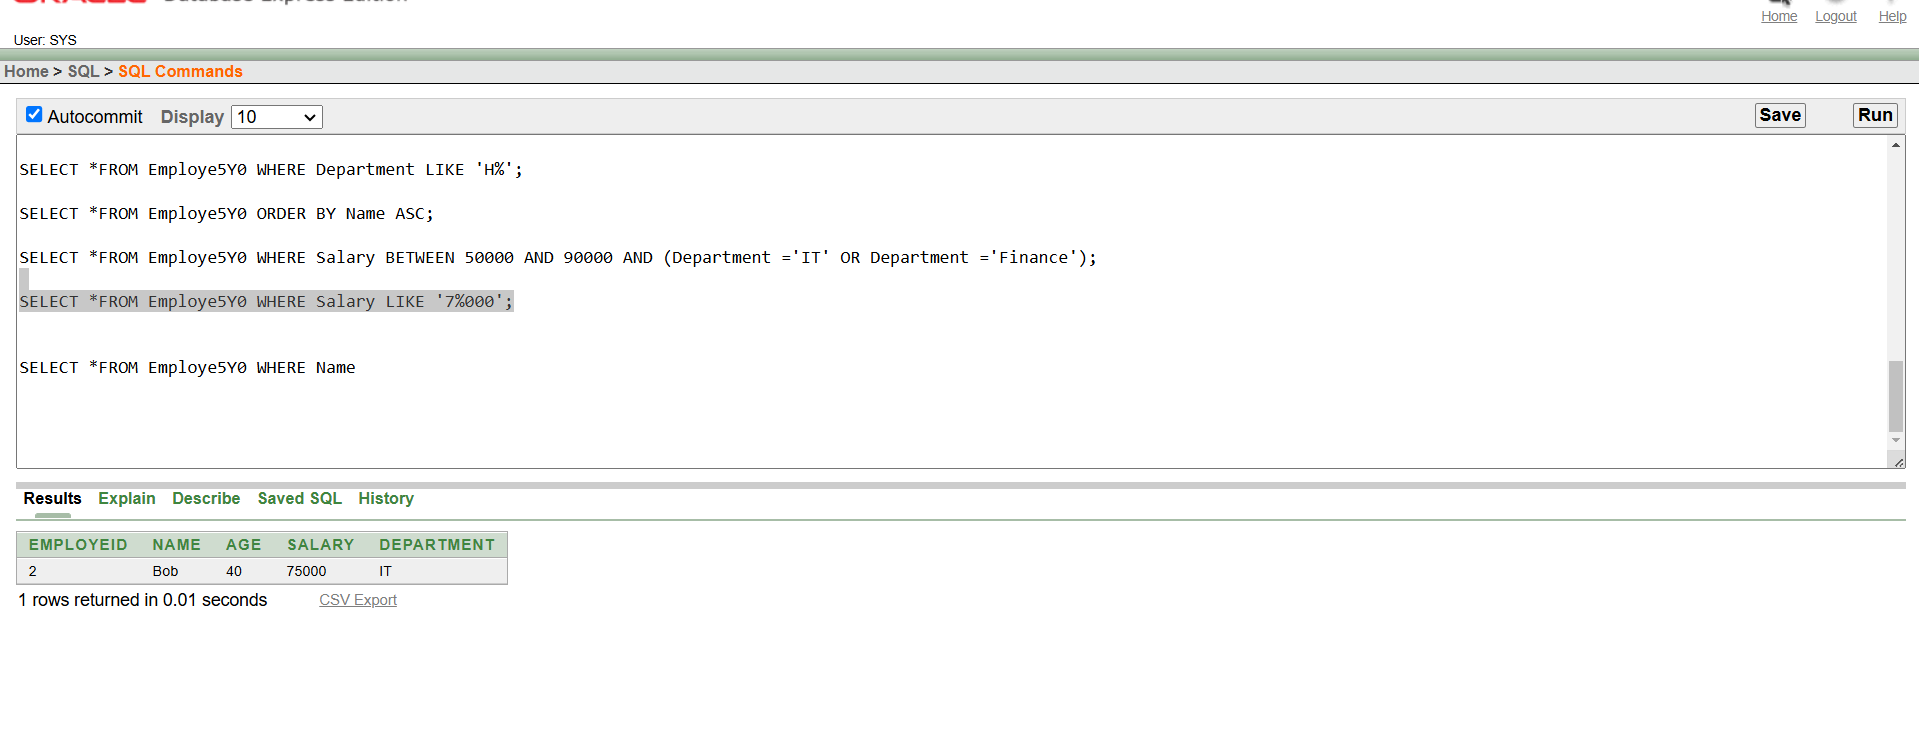 ORACLE Database Express Edition
Home Logout Help
User: SYS
Home > SQL > SQL Commands
Autocommit Display 10 Save Run
SELECT *FROM Employe5Y0 WHERE Department LIKE 'H%';
SELECT *FROM Employe5Y0 ORDER BY Name ASC;
SELECT *FROM Employe5Y0 WHERE Salary BETWEEN 50000 AND 90000 AND (Department ='IT' OR Department ='Finance');
SELECT *FROM Employe5Y0 WHERE Salary LIKE '7%000';
SELECT *FROM Employe5Y0 WHERE Name
Results Explain Describe Saved SQL History
EMPLOYEID NAME AGE SALARY DEPARTMENT
2 Bob 40 75000 IT
1 rows returned in 0.01 seconds CSV Export